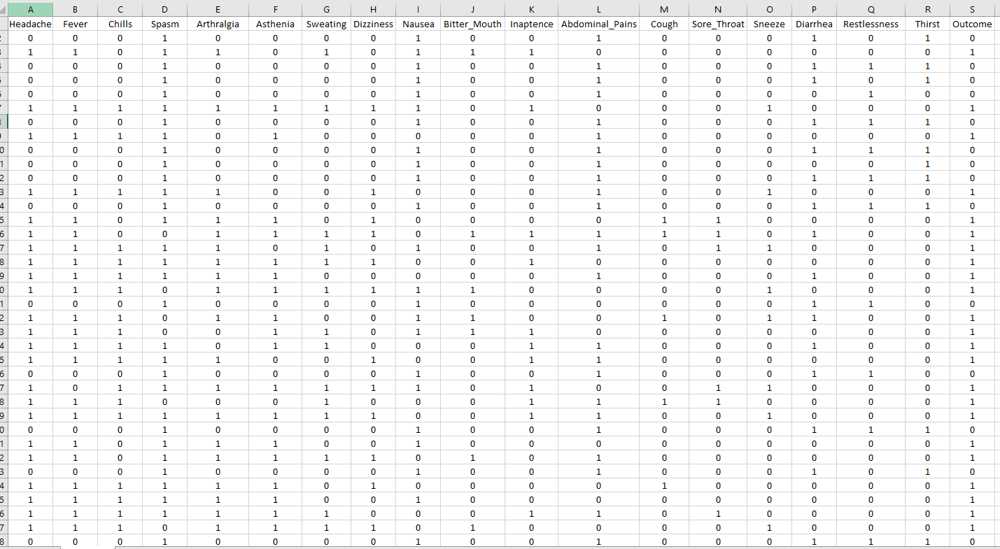 A B C D E F G H I J K L M N O P Q R S
Headache Fever Chills Spasm Arthralgia Asthenia Sweating Dizziness Nausea Bitter_Mouth Inaptence Abdominal_Pains Cough Sore_Throat Sneeze Diarrhea Restlessness Thirst Outcome
2 0 0 0 1 0 0 0 0 1 0 0 1 0 0 0 1 0 1 0
3 1 1 0 1 1 0 1 0 1 1 1 0 0 0 0 0 0 0 1
4 0 0 0 1 0 0 0 0 1 0 0 1 0 0 0 1 1 1 0
5 0 0 0 1 0 0 0 0 1 0 0 1 0 0 0 1 0 1 0
6 0 0 0 1 0 0 0 0 1 0 0 1 0 0 0 0 1 0 0
7 1 1 1 1 1 1 1 1 1 0 1 0 0 0 1 0 0 0 1
8 0 0 0 1 0 0 0 0 1 0 0 1 0 0 0 1 1 1 0
9 1 1 1 1 0 1 0 0 0 0 0 1 0 0 0 0 0 0 1
0 0 0 0 1 0 0 0 0 1 0 0 1 0 0 0 1 1 1 0
1 0 0 0 1 0 0 0 0 1 0 0 1 0 0 0 0 0 1 0
2 0 0 0 1 0 0 0 0 1 0 0 1 0 0 0 1 1 1 0
3 1 1 1 1 1 0 0 1 0 0 0 1 0 0 1 0 0 0 1
4 0 0 0 1 0 0 0 0 1 0 0 1 0 0 0 1 1 1 0
5 1 1 0 1 1 1 0 1 0 0 0 0 1 1 0 0 0 0 1
6 1 1 0 0 1 1 1 1 0 1 1 1 1 1 0 1 0 0 1
7 1 1 1 1 1 0 1 0 1 0 0 1 0 1 1 0 0 0 1
8 1 1 1 1 1 1 1 1 0 0 1 0 0 0 0 0 0 0 1
9 1 1 1 1 1 1 0 0 0 0 0 1 0 0 0 1 0 0 1
0 1 1 1 0 1 1 1 1 1 1 0 0 0 0 1 0 0 0 1
1 0 0 0 1 0 0 0 0 1 0 0 0 0 0 0 1 1 0 0
2 1 1 1 0 1 1 0 0 1 1 0 0 1 0 1 1 0 0 1
3 1 1 1 0 0 1 1 0 1 1 1 0 0 0 0 0 0 0 1
4 1 1 1 1 0 1 1 0 0 0 1 1 0 0 0 1 0 0 1
5 1 1 1 1 1 0 0 1 0 0 1 1 0 0 0 0 0 0 1
6 0 0 0 1 0 0 0 0 1 0 0 1 0 0 0 1 1 0 0
7 1 0 1 1 1 1 1 1 1 0 1 0 0 1 1 0 0 0 1
8 1 1 1 0 0 0 1 0 0 0 1 1 1 1 0 0 0 0 1
9 1 1 1 1 1 1 1 1 0 0 1 1 0 0 1 0 0 0 1
0 0 0 0 1 0 0 0 0 1 0 0 1 0 0 0 1 1 1 0
1 1 1 0 1 1 1 0 0 1 0 0 0 0 0 0 0 0 0 1
2 1 1 0 1 1 1 1 1 0 1 0 1 0 0 0 0 0 0 1
3 0 0 0 1 0 0 0 0 1 0 0 1 0 0 0 1 0 1 0
4 1 1 1 1 1 1 0 1 0 0 0 0 1 0 0 0 0 0 1
5 1 1 1 1 1 1 0 0 1 0 0 0 0 0 0 0 0 0 1
6 1 1 1 1 1 1 1 0 0 0 1 1 0 1 0 0 0 0 1
7 1 1 1 0 1 1 1 1 0 1 0 0 0 0 1 0 0 0 1
8 0 0 0 1 0 0 0 0 1 0 0 1 0 0 0 1 1 1 0